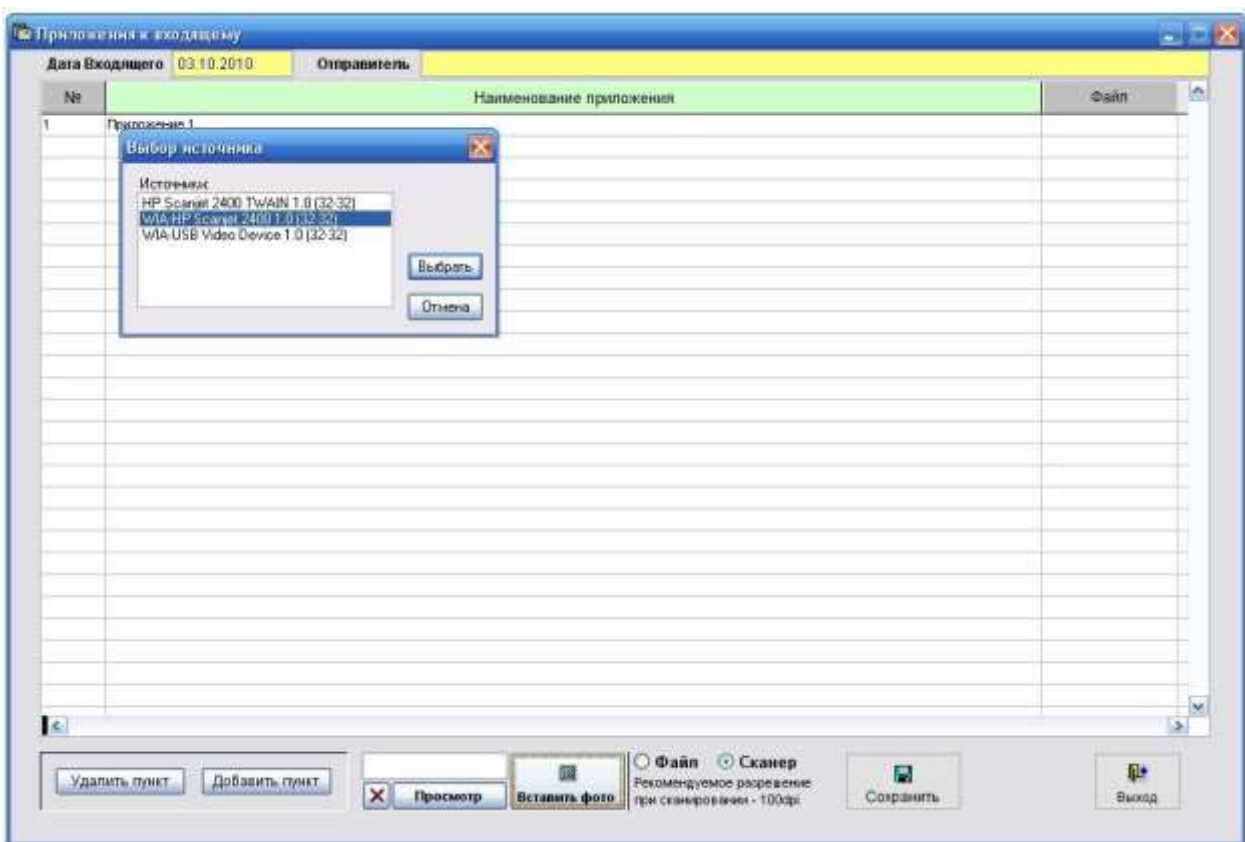 Приложения к входящему
Дата Входящего 03.10.2010 Отправитель
№ Наименование приложения Файл
1 Приложение 1
Выбор источника
Источники:
HP Scanjet 2400 TWAIN 1.0 (32-32)
WIA-HP Scanjet 2400 1.0 (32-32)
WIA-USB Video Device 1.0 (32-32)
Выбрать
Отмена
Удалить пункт Добавить пункт Просмотр Вставить фото
Файл Сканер
Рекомендуемое разрешение
при сканировании - 100dpi
Сохранить
Выход